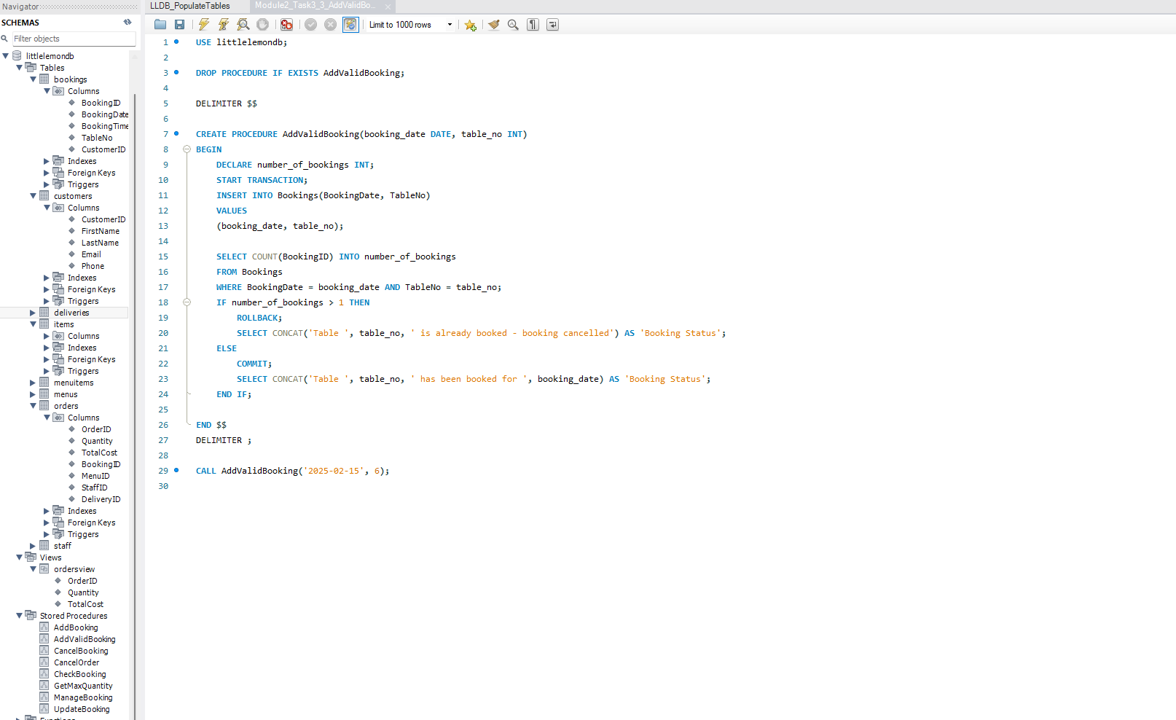 Navigator
SCHEMAS
Filter objects
littlelemondb
Tables
bookings
Columns
BookingID
BookingDate
BookingTime
TableNo
CustomerID
Indexes
Foreign Keys
Triggers
customers
Columns
CustomerID
FirstName
LastName
Email
Phone
Indexes
Foreign Keys
Triggers
deliveries
items
Columns
Indexes
Foreign Keys
Triggers
menuitems
menus
orders
Columns
OrderID
Quantity
TotalCost
BookingID
MenuID
StaffID
DeliveryID
Indexes
Foreign Keys
Triggers
staff
Views
ordersview
OrderID
Quantity
TotalCost
Stored Procedures
AddBooking
AddValidBooking
CancelBooking
CancelOrder
CheckBooking
GetMaxQuantity
ManageBooking
UpdateBooking
LLDB_PopulateTables Module2_Task3_3_AddValidBo...
Limit to 1000 rows
1 USE littlelemondb;
2
3 DROP PROCEDURE IF EXISTS AddValidBooking;
4
5 DELIMITER $$
6
7 CREATE PROCEDURE AddValidBooking(booking_date DATE, table_no INT)
8 BEGIN
9 DECLARE number_of_bookings INT;
10 START TRANSACTION;
11 INSERT INTO Bookings(BookingDate, TableNo)
12 VALUES
13 (booking_date, table_no);
14
15 SELECT COUNT(BookingID) INTO number_of_bookings
16 FROM Bookings
17 WHERE BookingDate = booking_date AND TableNo = table_no;
18 IF number_of_bookings > 1 THEN
19 ROLLBACK;
20 SELECT CONCAT('Table ', table_no, ' is already booked - booking cancelled') AS 'Booking Status';
21 ELSE
22 COMMIT;
23 SELECT CONCAT('Table ', table_no, ' has been booked for ', booking_date) AS 'Booking Status';
24 END IF;
25
26 END $$
27 DELIMITER ;
28
29 CALL AddValidBooking('2025-02-15', 6);
30